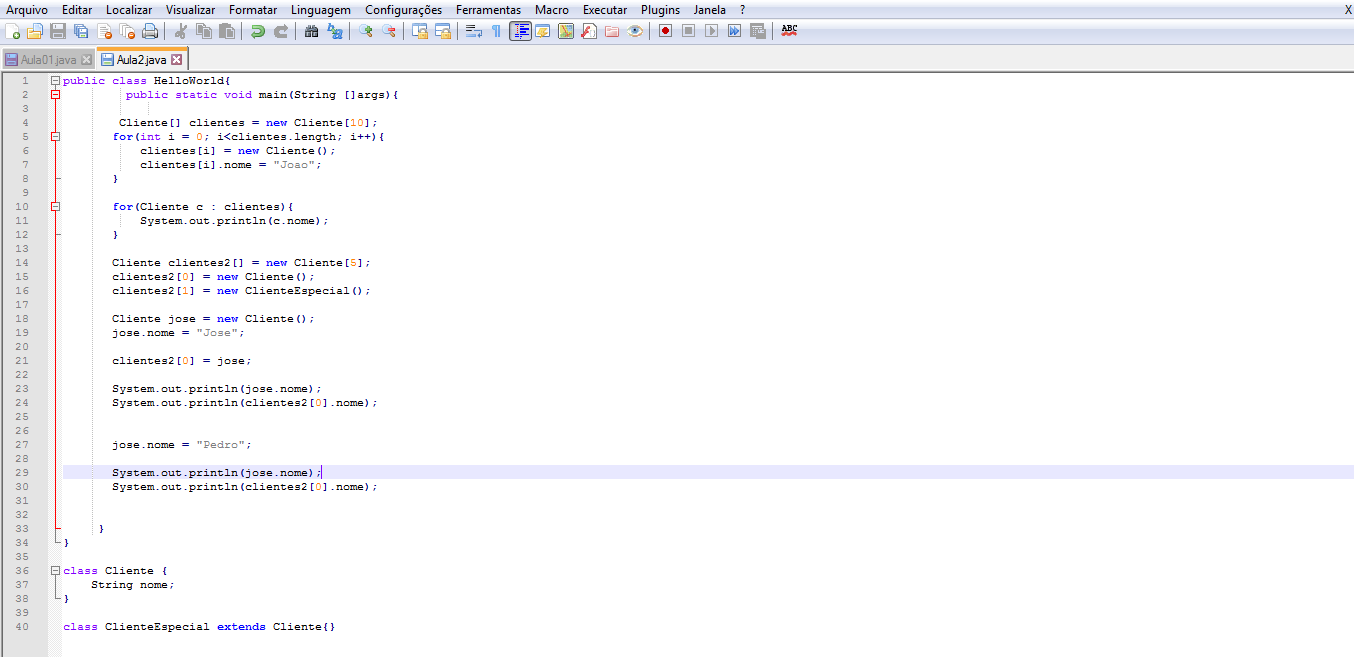 Arquivo Editar Localizar Visualizar Formatar Linguagem Configurações Ferramentas Macro Executar Plugins Janela ? X
ABC
Aula01.java Aula2.java
1 public class HelloWorld{
2 public static void main(String []args){
3
4 Cliente[] clientes = new Cliente[10];
5 for(int i = 0; i<clientes.length; i++){
6 clientes[i] = new Cliente();
7 clientes[i].nome = "Joao";
8 }
9
10 for(Cliente c : clientes){
11 System.out.println(c.nome);
12 }
13
14 Cliente clientes2[] = new Cliente[5];
15 clientes2[0] = new Cliente();
16 clientes2[1] = new ClienteEspecial();
17
18 Cliente jose = new Cliente();
19 jose.nome = "Jose";
20
21 clientes2[0] = jose;
22
23 System.out.println(jose.nome);
24 System.out.println(clientes2[0].nome);
25
26
27 jose.nome = "Pedro";
28
29 System.out.println(jose.nome);
30 System.out.println(clientes2[0].nome);
31
32
33 }
34 }
35
36 class Cliente {
37 String nome;
38 }
39
40 class ClienteEspecial extends Cliente{}